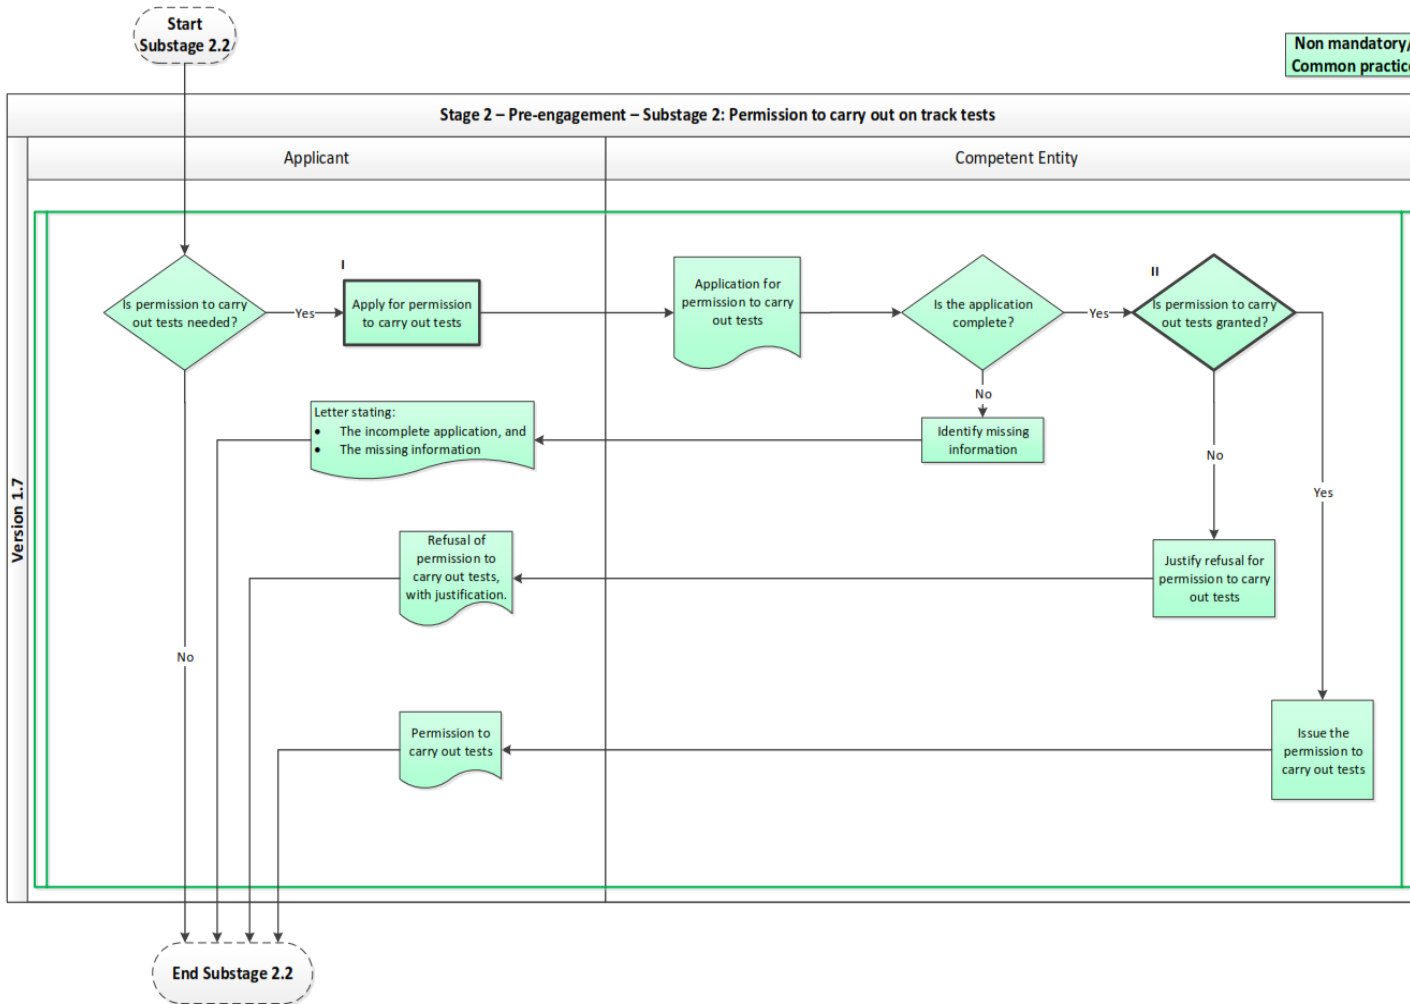 Start
Substage 2.2
Non mandatory/
Common practice
Stage 2 – Pre-engagement – Substage 2: Permission to carry out on track tests
Applicant
Competent Entity
Version 1.7
Is permission to carry
out tests needed?
Yes
I
Apply for permission
to carry out tests
Application for
permission to carry
out tests
Is the application
complete?
Yes
II
Is permission to carry
out tests granted?
No
Letter stating:
• The incomplete application, and
• The missing information
Identify missing
information
No
Yes
Refusal of
permission to
carry out tests,
with justification.
Justify refusal for
permission to carry
out tests
No
Permission to
carry out tests
Issue the
permission to
carry out tests
End Substage 2.2